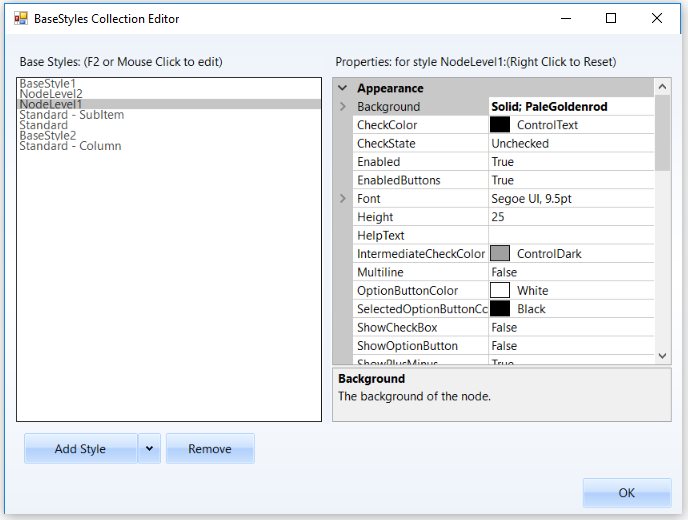 BaseStyles Collection Editor
Base Styles: (F2 or Mouse Click to edit)
BaseStyle1
NodeLevel2
NodeLevel1
Standard - SubItem
Standard
BaseStyle2
Standard - Column
Properties: for style NodeLevel1:(Right Click to Reset)
Appearance
Background Solid; PaleGoldenrod
CheckColor ControlText
CheckState Unchecked
Enabled True
EnabledButtons True
Font Segoe UI, 9.5pt
Height 25
HelpText
IntermediateCheckColor ControlDark
Multiline False
OptionButtonColor White
SelectedOptionButtonCo Black
ShowCheckBox False
ShowOptionButton False
ShowPlusMinus True
Background
The background of the node.
Add Style Remove
OK